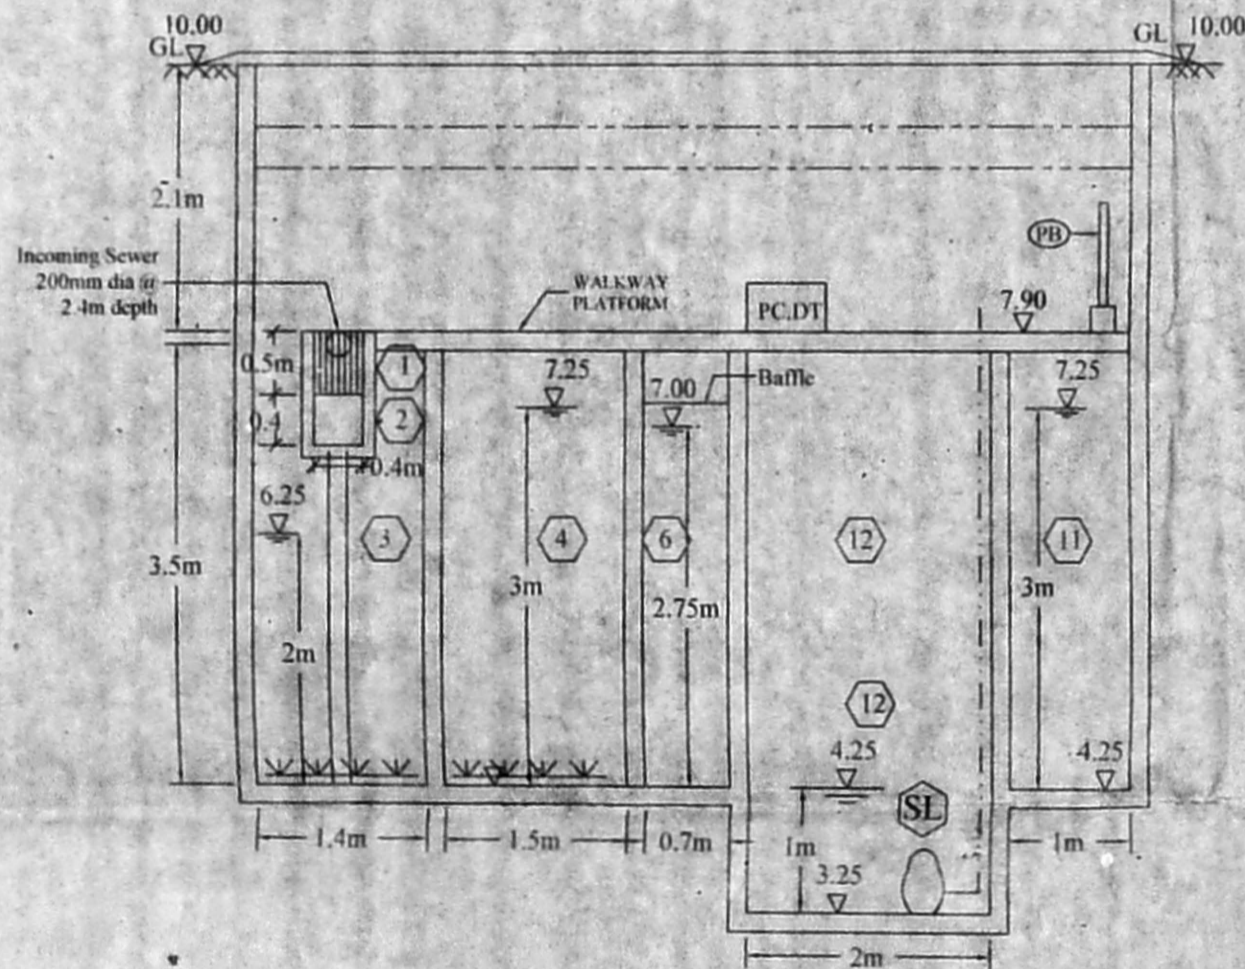 10.00
GL
GL
10.00
2.1m
Incoming Sewer
200mm dia @
2.4m depth
WALKWAY
PLATFORM
PB
PC.DT
7.90
0.5m
1
7.25
7.00
Baffle
7.25
0.4
2
0.4m
6.25
3
4
6
12
11
3.5m
3m
2.75m
3m
2m
12
4.25
4.25
SL
1.4m
1.5m
0.7m
1m
1m
3.25
2m